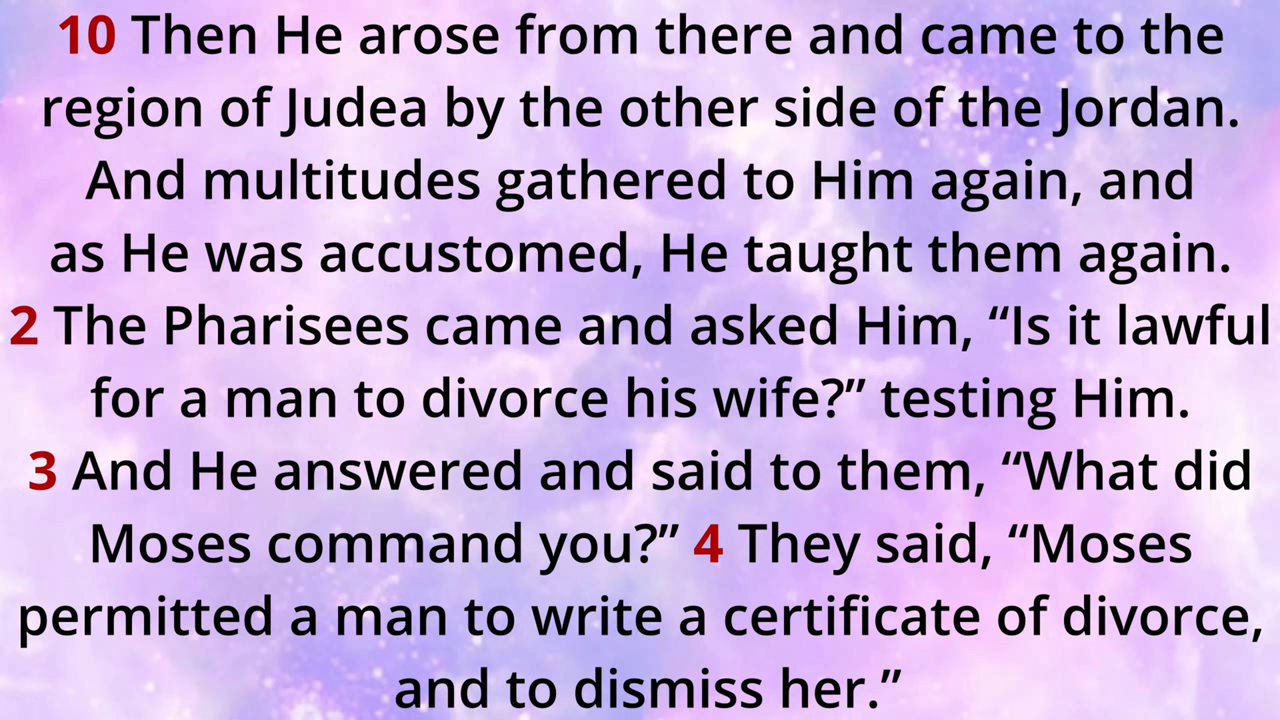 10 Then He arose from there and came to the
region of Judea by the other side of the Jordan.
And multitudes gathered to Him again, and
as He was accustomed, He taught them again.
2 The Pharisees came and asked Him, “Is it lawful
for a man to divorce his wife?” testing Him.
3 And He answered and said to them, “What did
Moses command you?” 4 They said, “Moses
permitted a man to write a certificate of divorce,
and to dismiss her.”